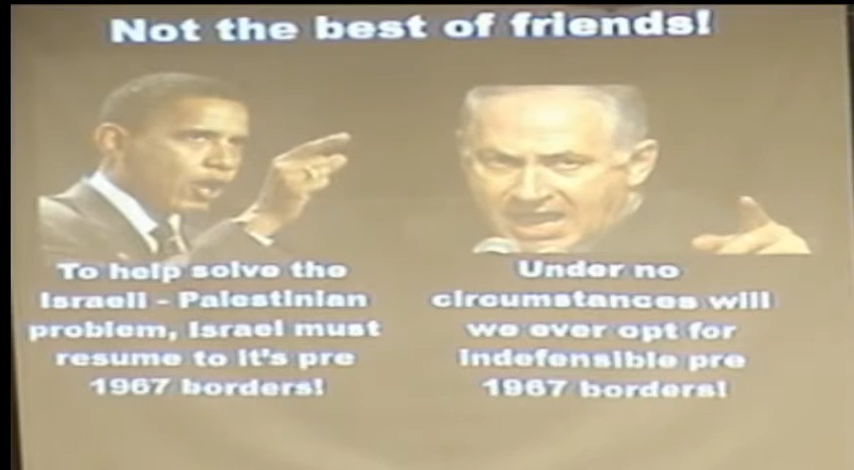 Not the best of friends!
To help solve the
Israeli - Palestinian
problem, Israel must
resume to it's pre
1967 borders!
Under no
circumstances will
we ever opt for
indefensible pre
1967 borders!